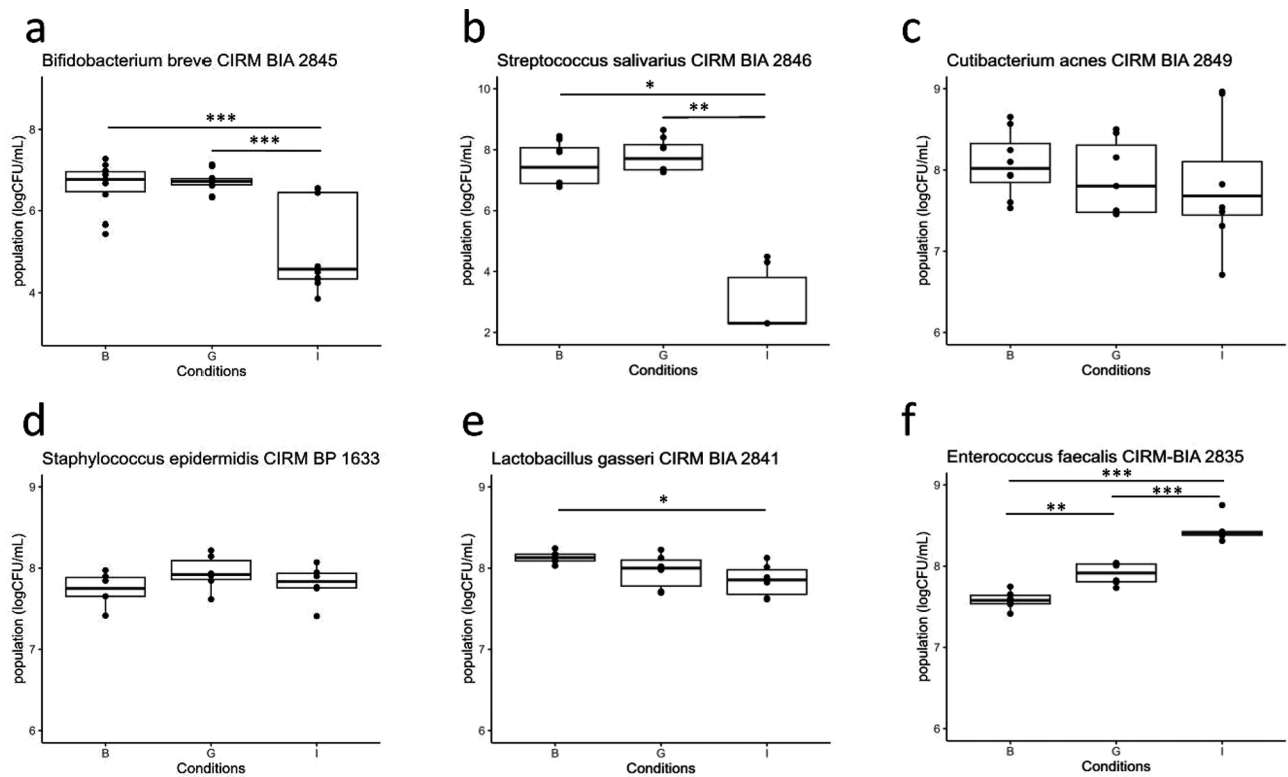 a
Bifidobacterium breve CIRM BIA 2845
population (logCFU/mL)
8
6
4
***
***
B G I
Conditions
b
Streptococcus salivarius CIRM BIA 2846
population (logCFU/mL)
10
8
6
4
2
*
**
B G I
Conditions
c
Cutibacterium acnes CIRM BIA 2849
population (logCFU/mL)
9
8
7
6
B G I
Conditions
d
Staphylococcus epidermidis CIRM BP 1633
population (logCFU/mL)
9
8
7
6
B G I
Conditions
e
Lactobacillus gasseri CIRM BIA 2841
population (logCFU/mL)
9
8
7
6
*
B G I
Conditions
f
Enterococcus faecalis CIRM-BIA 2835
population (logCFU/mL)
9
8
7
6
***
***
**
B G I
Conditions